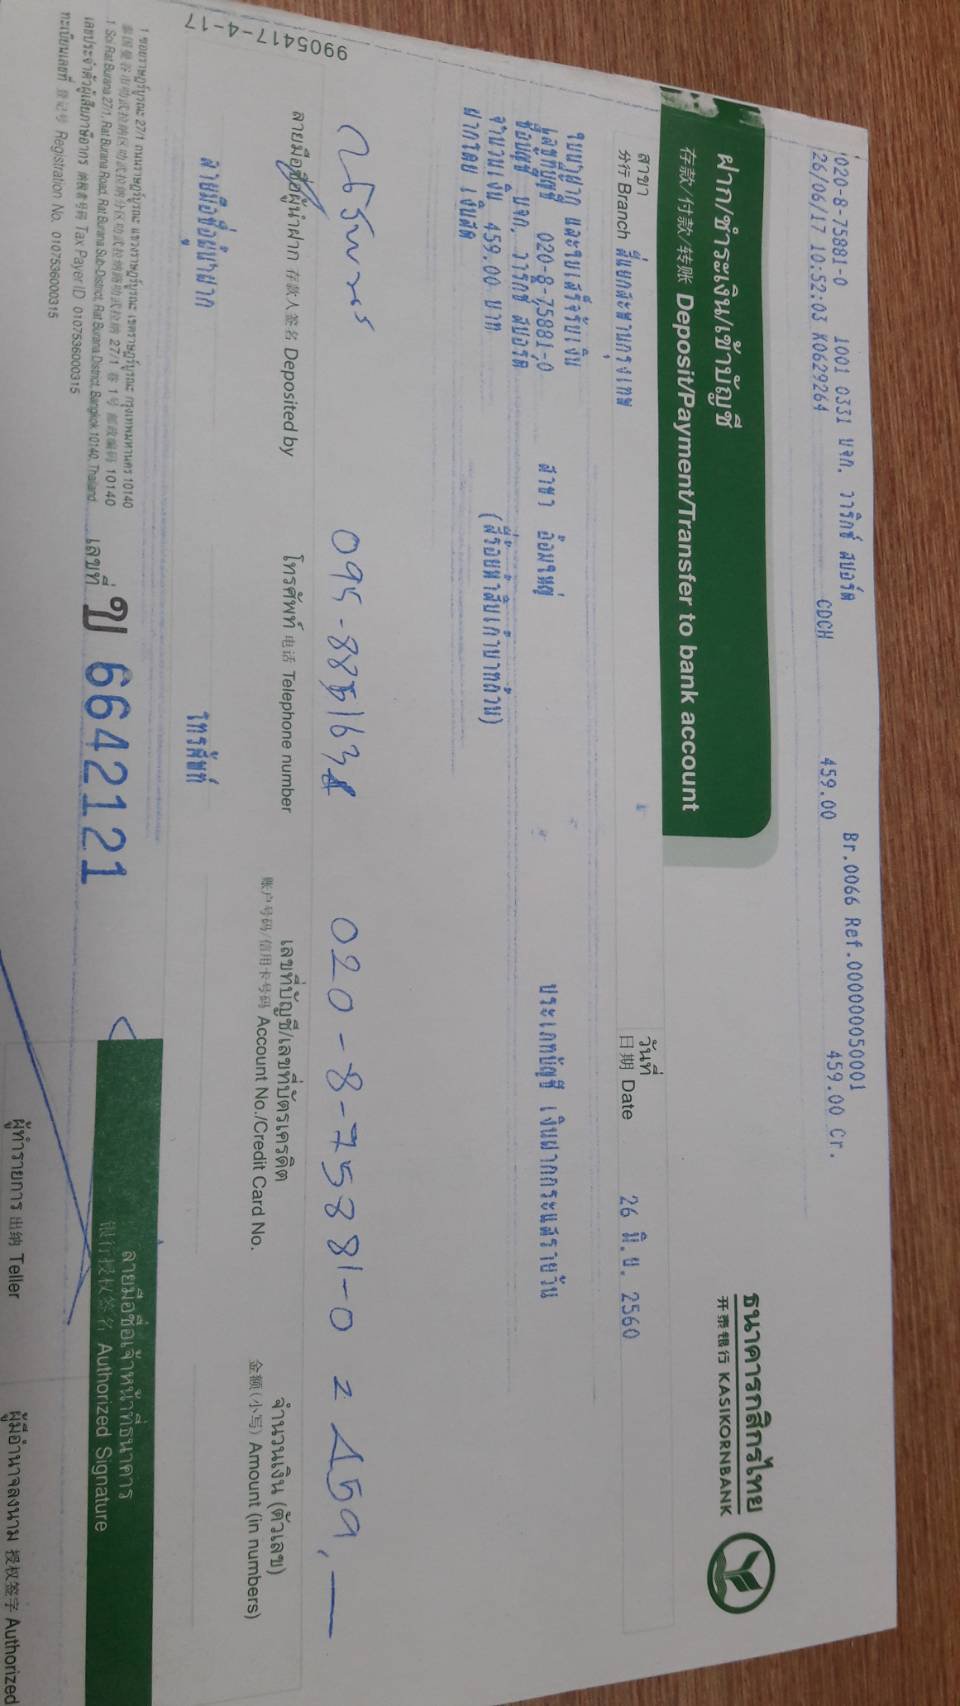 020-8-75881-0 1001 0331 บจก. วาริกซ์ สปอร์ต Br.0066 Ref.000000050001
26/06/17 10:52:03 K0629264 CDCH 459.00 459.00 Cr.
ธนาคารกสิกรไทย
开泰银行 KASIKORNBANK
ฝาก/ชำระเงิน/เข้าบัญชี
存款/付款/转账 Deposit/Payment/Transfer to bank account
สาขา วันที่
分行 Branch สี่แยกสะพานกรุงเทพ 日期 Date 26 มิ.ย. 2560
ใบนำฝาก และใบเสร็จรับเงิน
เลขที่บัญชี 020-8-75881-0 สาขา อ้อมใหญ่ ประเภทบัญชี เงินฝากกระแสรายวัน
ชื่อบัญชี บจก. วาริกซ์ สปอร์ต
จำนวนเงิน 459.00 บาท (สี่ร้อยห้าสิบเก้าบาทถ้วน)
ฝากโดย เงินสด
020-8-75881-0 = 459,-
ลายมือชื่อผู้นำฝาก 存款人签名 Deposited by
โทรศัพท์ 电话 Telephone number
เลขที่บัญชี/เลขที่บัตรเครดิต
账户号码/信用卡号码 Account No./Credit Card No.
จำนวนเงิน (ตัวเลข)
金额(小写) Amount (in numbers)
ลายมือชื่อผู้นำฝาก โทรศัพท์
9905417-4-17
1 ซอยราษฎร์บูรณะ 27/1 ถนนราษฎร์บูรณะ แขวงราษฎร์บูรณะ เขตราษฎร์บูรณะ กรุงเทพมหานคร 10140
1 Soi Rat Burana 27/1, Rat Burana Road, Rat Burana Sub-District, Rat Burana District, Bangkok 10140, Thailand.
เลขประจำตัวผู้เสียภาษีอากร 纳税者号码 Tax Payer ID 0107536000315
ทะเบียนเลขที่ 登记号 Registration No. 0107536000315
เลขที่ ข 6642121
ลายมือชื่อเจ้าหน้าที่ธนาคาร
银行授权签名 Authorized Signature
ผู้ทำรายการ 出纳 Teller
ผู้มีอำนาจลงนาม 授权签字 Authorized